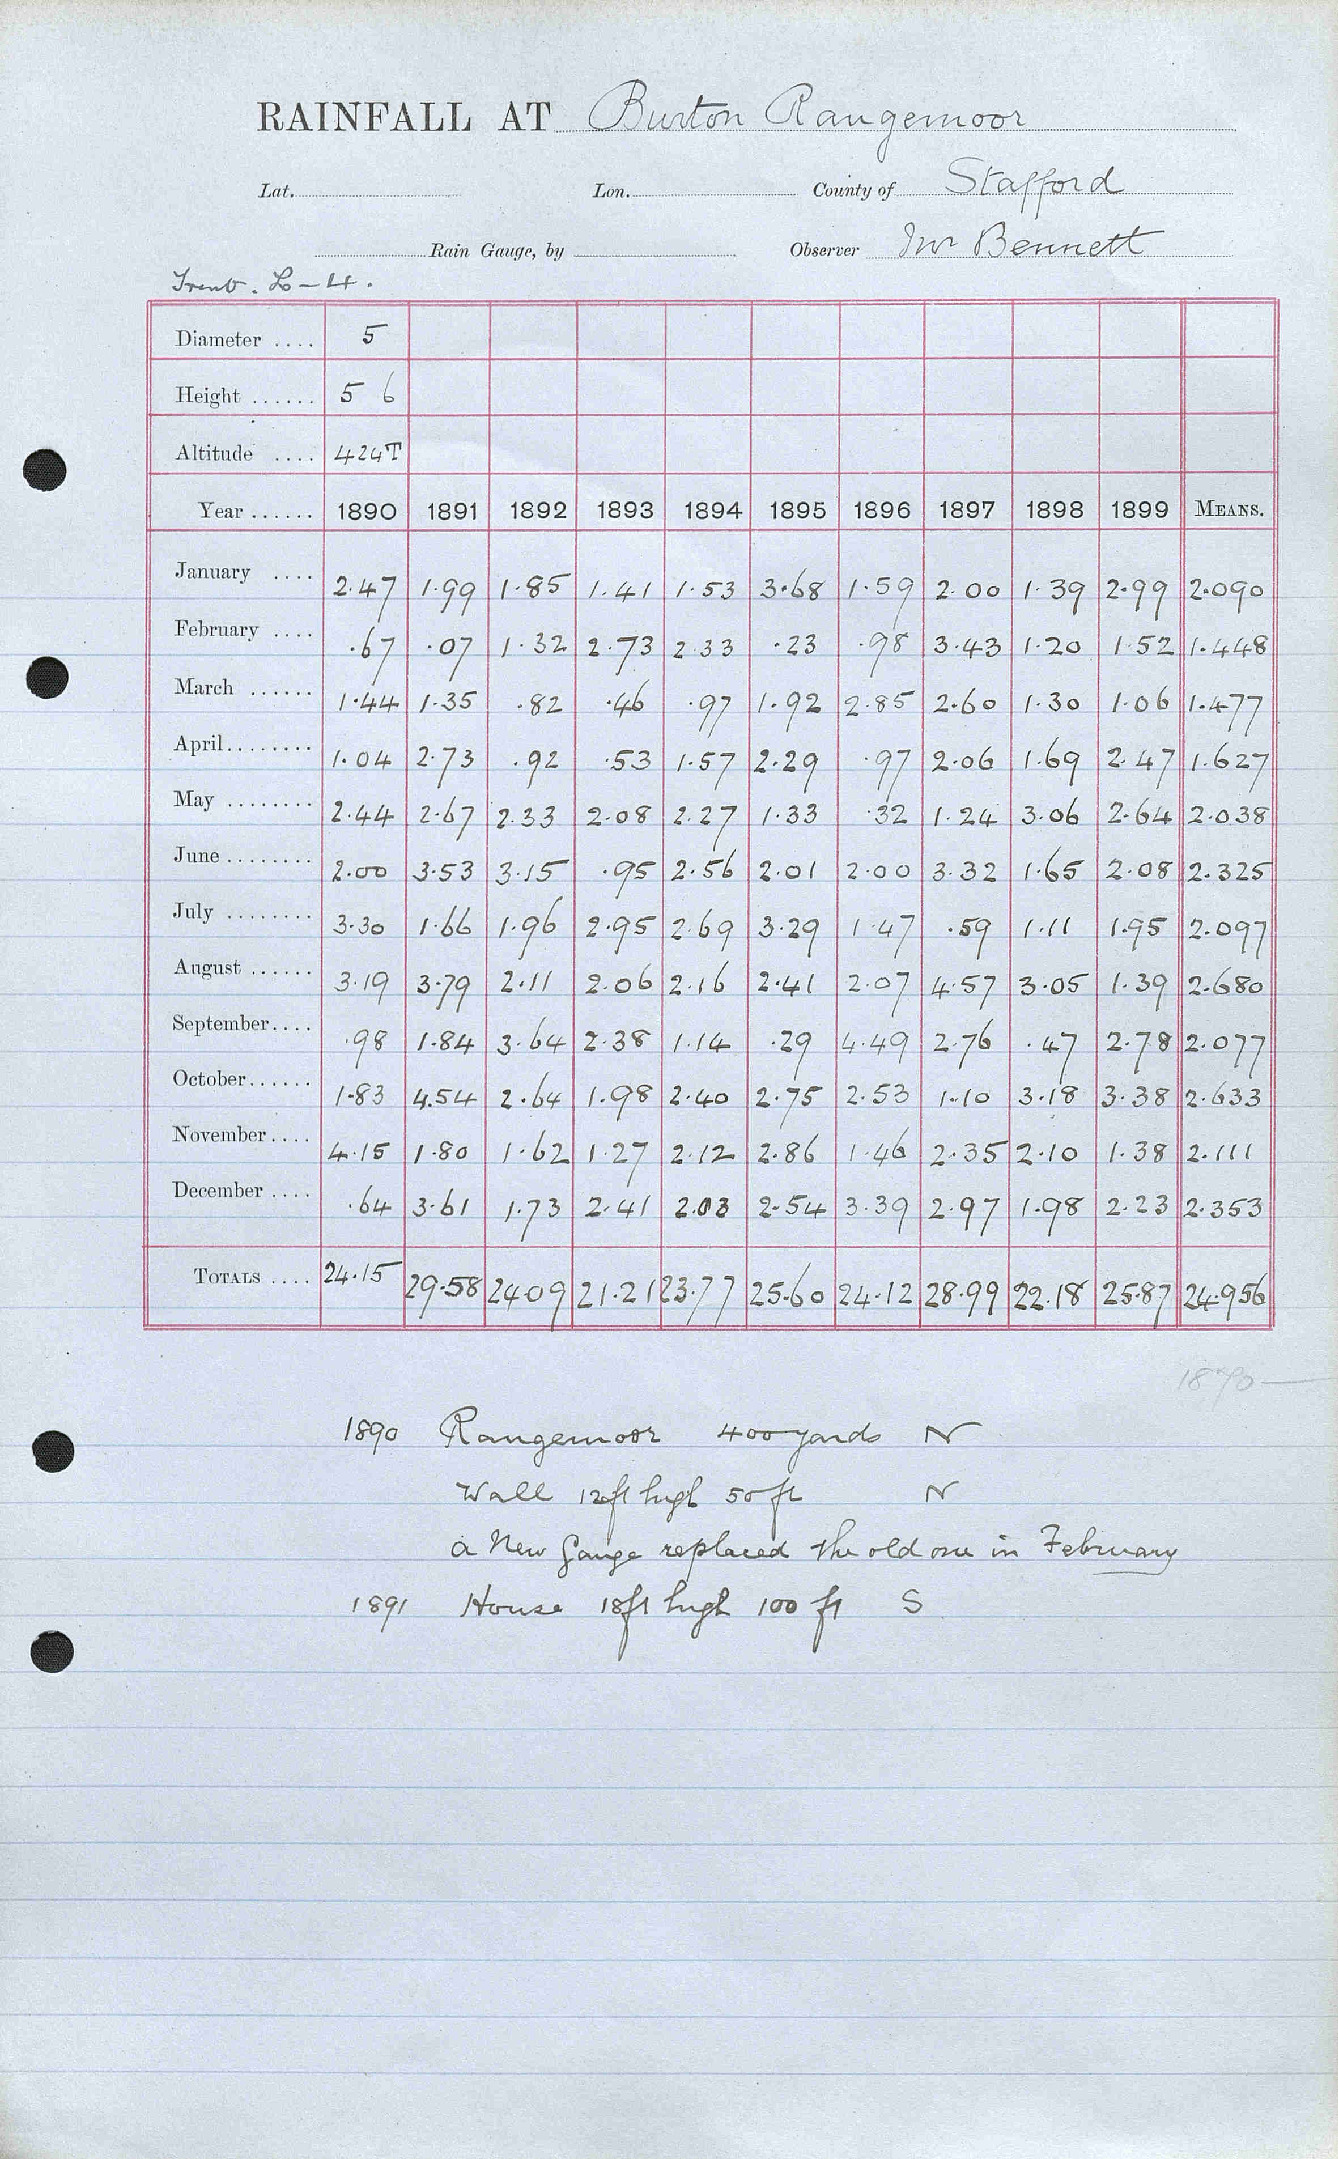 RAINFALL AT Burton Rangemoor
Lat. Lon. County of Stafford
Rain Gauge, by Observer Mr Bennett
Trent. L-4.
Diameter .... 5
Height ...... 5 6
Altitude .... 424T
Year ...... 1890 1891 1892 1893 1894 1895 1896 1897 1898 1899 MEANS.
January .... 2.47 1.99 1.85 1.41 1.53 3.68 1.59 2.00 1.39 2.99 2.090
February .... .67 .07 1.32 2.73 2.33 .23 .98 3.43 1.20 1.52 1.448
March ...... 1.44 1.35 .82 .46 .97 1.92 2.85 2.60 1.30 1.06 1.477
April........ 1.04 2.73 .92 .53 1.57 2.29 .97 2.06 1.69 2.47 1.627
May ........ 2.44 2.67 2.33 2.08 2.27 1.33 .32 1.24 3.06 2.64 2.038
June ........ 2.00 3.53 3.15 .95 2.56 2.01 2.00 3.32 1.65 2.08 2.325
July ........ 3.30 1.66 1.96 2.95 2.69 3.29 1.47 .59 1.11 1.95 2.097
August ...... 3.19 3.79 2.11 2.06 2.16 2.41 2.07 4.57 3.05 1.39 2.680
September.... .98 1.84 3.64 2.38 1.14 .29 4.49 2.76 .47 2.78 2.077
October...... 1.83 4.54 2.64 1.98 2.40 2.75 2.53 1.10 3.18 3.38 2.633
November.... 4.15 1.80 1.62 1.27 2.12 2.86 1.46 2.35 2.10 1.38 2.111
December .... .64 3.61 1.73 2.41 2.03 2.54 3.39 2.97 1.98 2.23 2.353
TOTALS .... 24.15 29.58 24.09 21.21 23.77 25.60 24.12 28.99 22.18 25.87 24.956
1890—
1890 Rangemoor 400 yards N
Wall 12ft high 50 ft N
a New Gauge replaced the old one in February
1891 House 18ft high 100 ft S